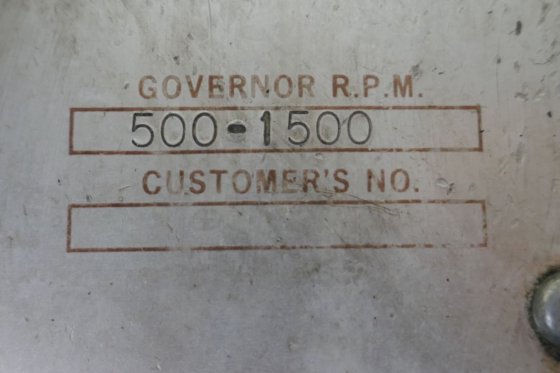 GOVERNOR R.P.M.
500-1500
CUSTOMER'S NO.